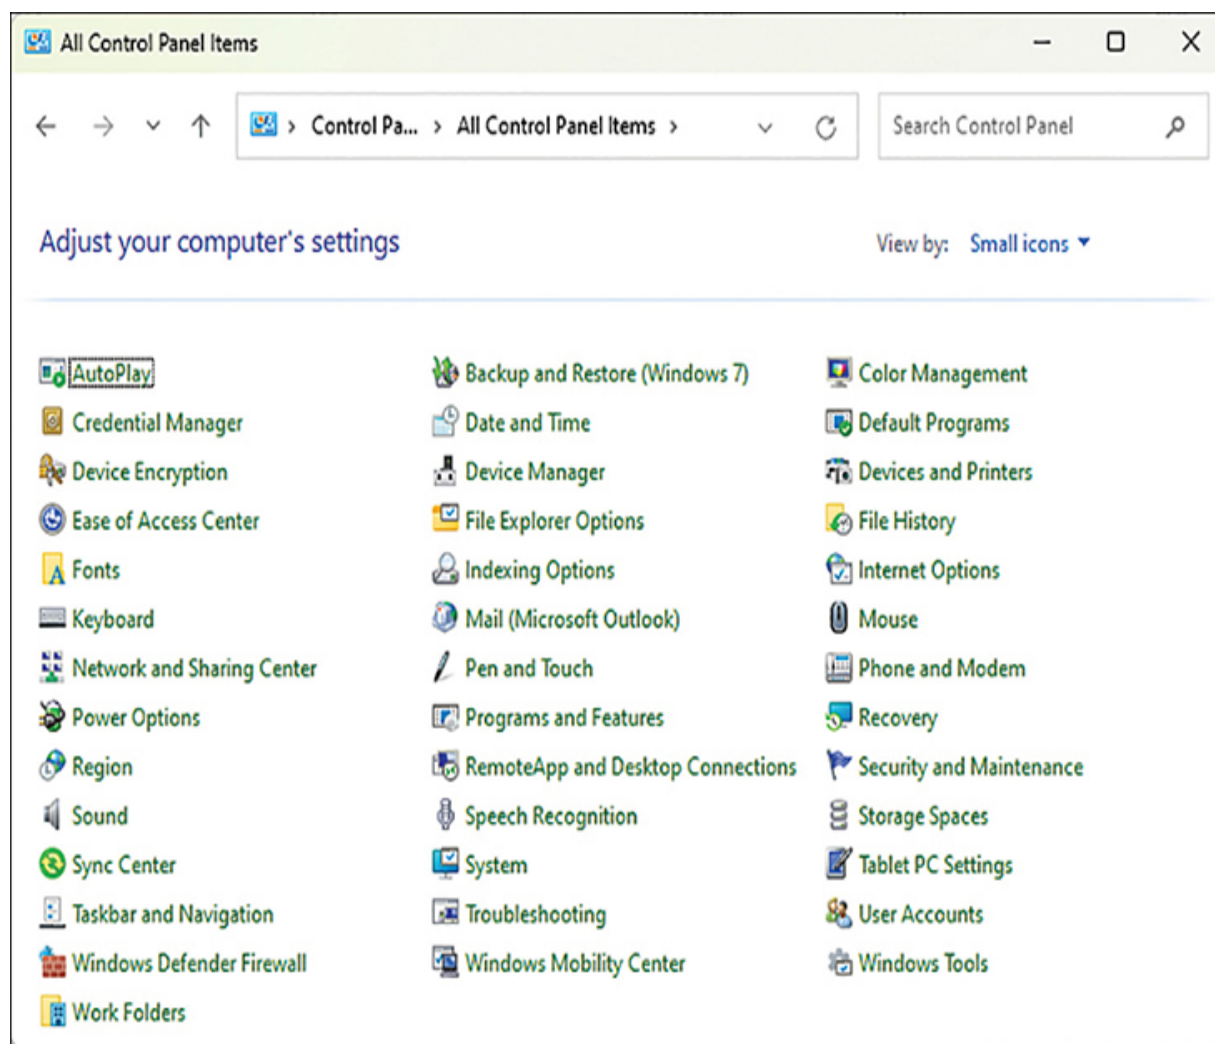 All Control Panel Items
Control Pa... > All Control Panel Items >
Search Control Panel
Adjust your computer's settings
View by: Small icons
AutoPlay
Backup and Restore (Windows 7)
Color Management
Credential Manager
Date and Time
Default Programs
Device Encryption
Device Manager
Devices and Printers
Ease of Access Center
File Explorer Options
File History
Fonts
Indexing Options
Internet Options
Keyboard
Mail (Microsoft Outlook)
Mouse
Network and Sharing Center
Pen and Touch
Phone and Modem
Power Options
Programs and Features
Recovery
Region
RemoteApp and Desktop Connections
Security and Maintenance
Sound
Speech Recognition
Storage Spaces
Sync Center
System
Tablet PC Settings
Taskbar and Navigation
Troubleshooting
User Accounts
Windows Defender Firewall
Windows Mobility Center
Windows Tools
Work Folders